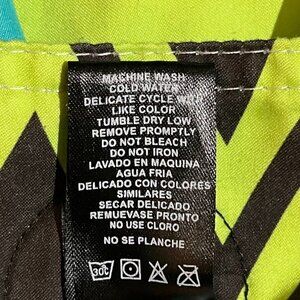 MACHINE WASH
COLD WATER
DELICATE CYCLE WITH
LIKE COLOR
TUMBLE DRY LOW
REMOVE PROMPTLY
DO NOT BLEACH
DO NOT IRON
LAVADO EN MAQUINA
AGUA FRIA
DELICADO CON COLORES
SIMILARES
SECAR DELICADO
REMUEVASE PRONTO
NO USE CLORO
NO SE PLANCHE
30C